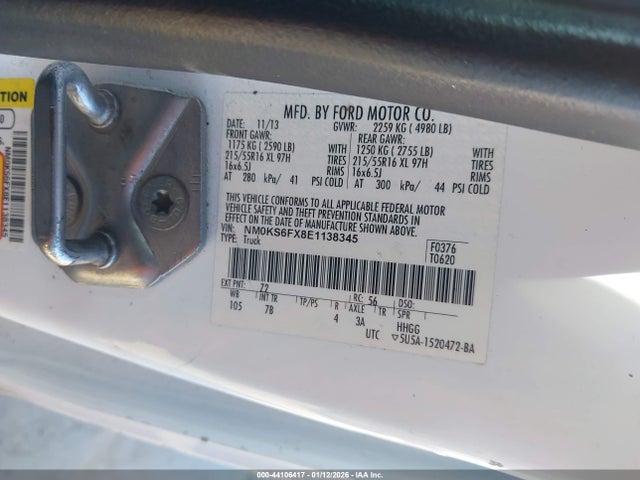 MFD. BY FORD MOTOR CO.
DATE: 11/13 GVWR: 2259 KG ( 4980 LB)
FRONT GAWR: REAR GAWR:
1175 KG ( 2590 LB) WITH 1250 KG ( 2755 LB) WITH
215/55R16 XL 97H TIRES 215/55R16 XL 97H TIRES
16x6.5J RIMS 16x6.5J RIMS
AT 280 kPa/ 41 PSI COLD AT 300 kPa/ 44 PSI COLD
THIS VEHICLE CONFORMS TO ALL APPLICABLE FEDERAL MOTOR
VEHICLE SAFETY AND THEFT PREVENTION STANDARDS IN
EFFECT ON THE DATE OF MANUFACTURE SHOWN ABOVE.
VIN: NM0KS6FX8E1138345
TYPE: Truck
F0376
T0620
EXT PNT: 72 RC: 56 DSO:
WB INT TR TP/PS R AXLE TR SPR
105 7B 4 3A HHGG
UTC ▽5U5A-1520472-BA
TION
000-44106417 - 01/12/2026 - IAAI.COM